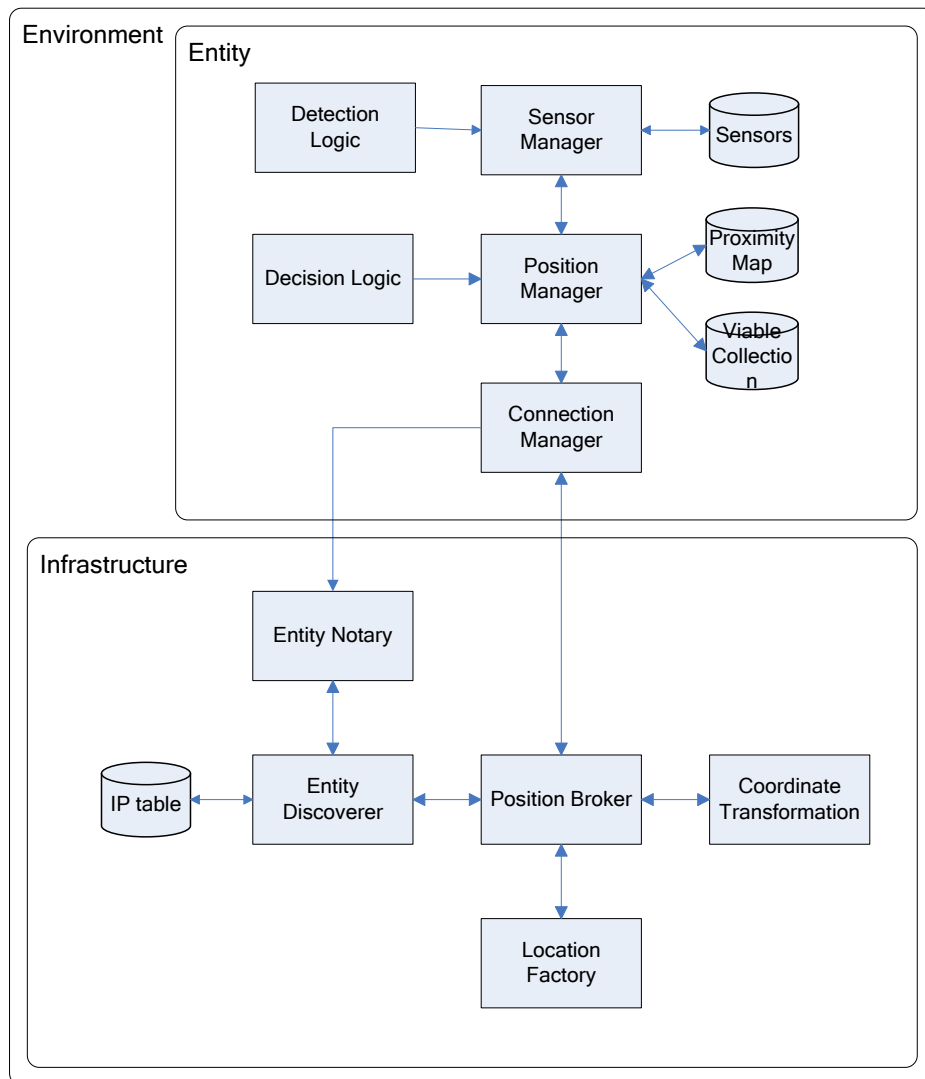 Environment
Entity
Detection
Logic
Sensor
Manager
Sensors
Decision Logic
Position
Manager
Proximity
Map
Viable
Collectio
n
Connection
Manager
Infrastructure
Entity Notary
IP table
Entity
Discoverer
Position Broker
Coordinate
Transformation
Location
Factory